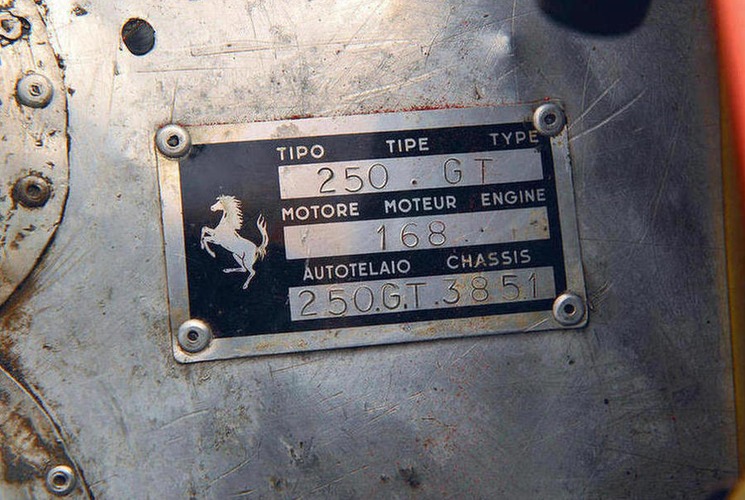 TIPO TIPE TYPE
250 . GT
MOTORE MOTEUR ENGINE
168
AUTOTELAIO CHASSIS
250.G.T.3851